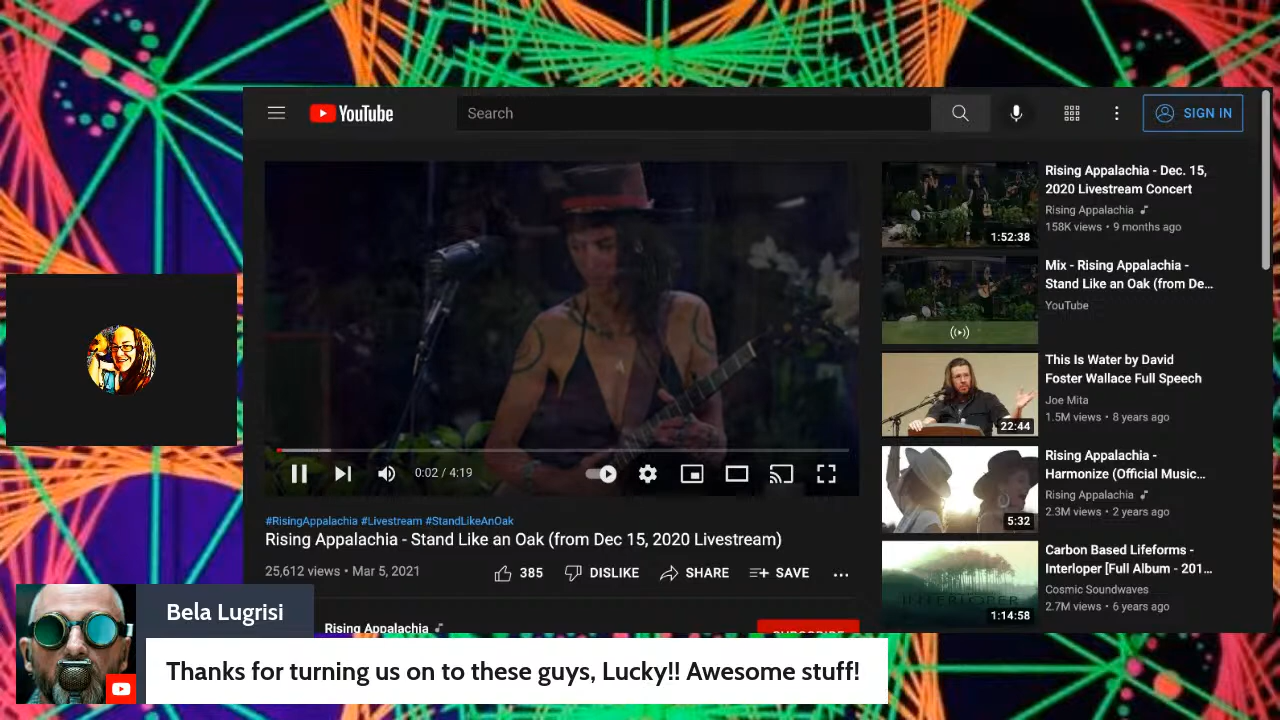 YouTube
Search
SIGN IN
0:02 / 4:19
#RisingAppalachia #Livestream #StandLikeAnOak
Rising Appalachia - Stand Like an Oak (from Dec 15, 2020 Livestream)
25,612 views • Mar 5, 2021
385
DISLIKE
SHARE
SAVE
Rising Appalachia
SUBSCRIBE
1:52:38
Rising Appalachia - Dec. 15,
2020 Livestream Concert
Rising Appalachia
158K views • 9 months ago
Mix - Rising Appalachia -
Stand Like an Oak (from De...
YouTube
22:44
This Is Water by David
Foster Wallace Full Speech
Joe Mita
1.5M views • 8 years ago
5:32
Rising Appalachia -
Harmonize (Official Music...
Rising Appalachia
2.3M views • 2 years ago
INTERLOPER
1:14:58
Carbon Based Lifeforms -
Interloper [Full Album - 201...
Cosmic Soundwaves
2.7M views • 6 years ago
Bela Lugrisi
Thanks for turning us on to these guys, Lucky!! Awesome stuff!